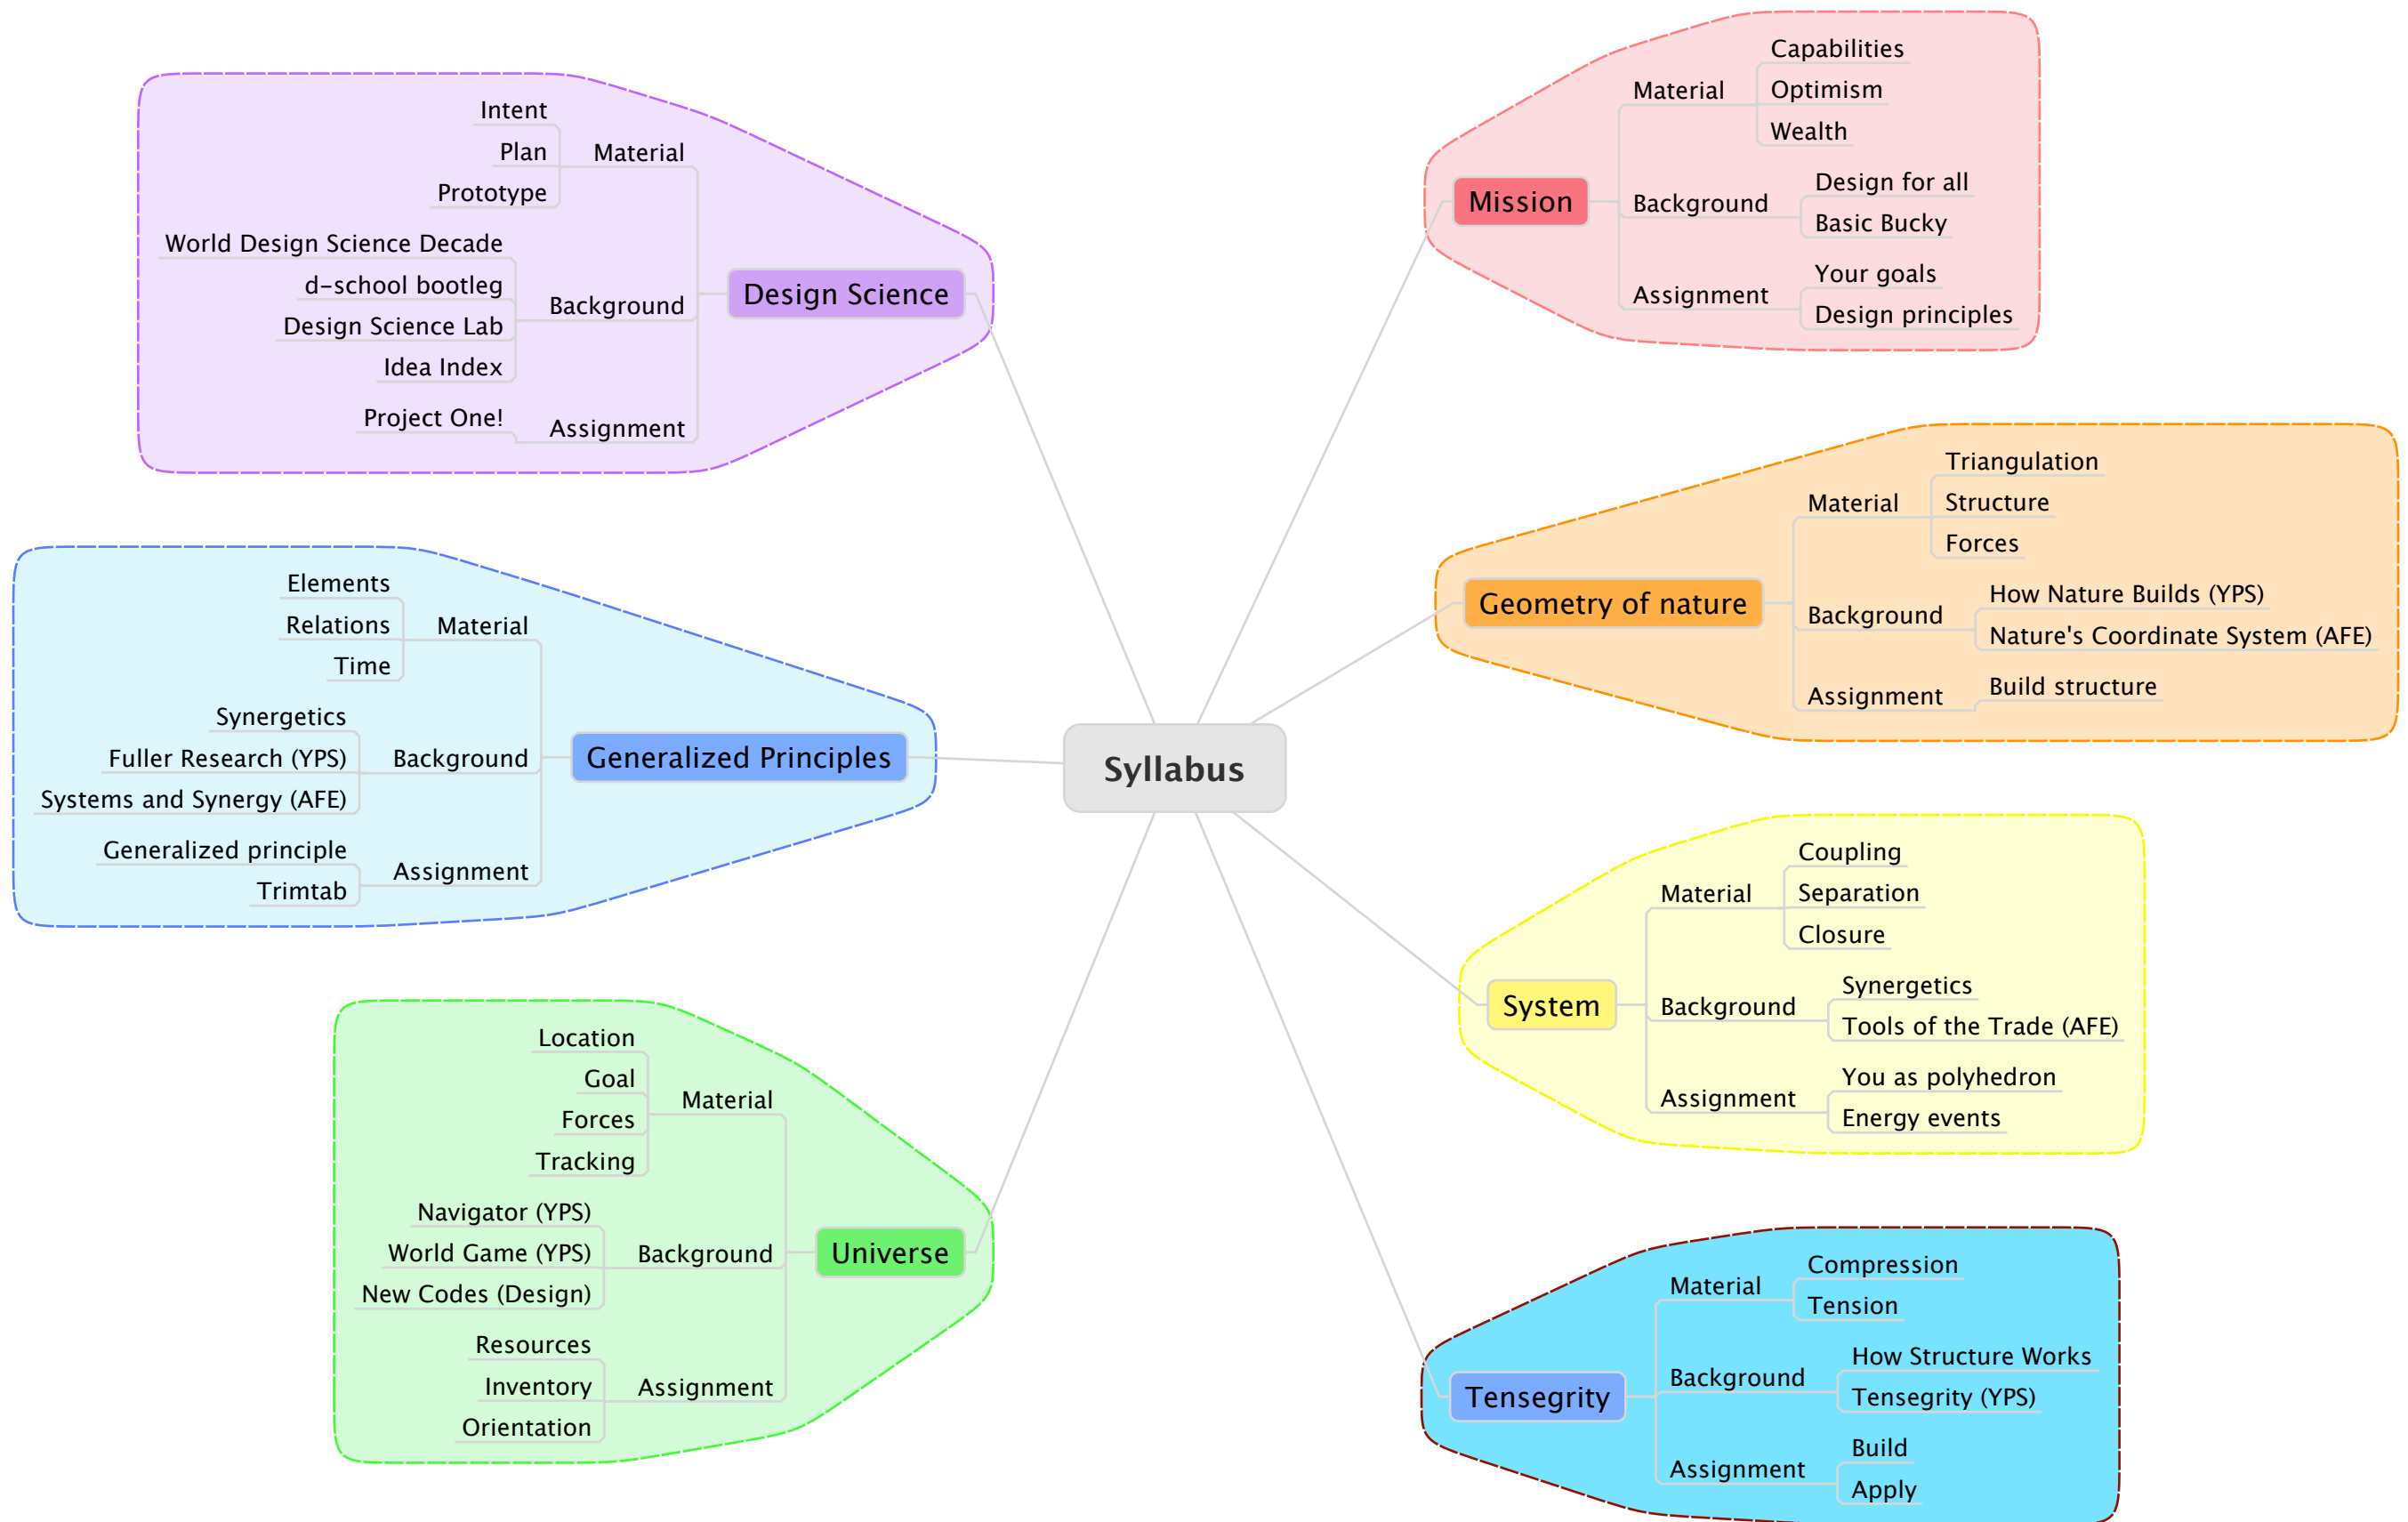 Syllabus
Mission
Material
Capabilities
Optimism
Wealth
Background
Design for all
Basic Bucky
Assignment
Your goals
Design principles
Geometry of nature
Material
Triangulation
Structure
Forces
Background
How Nature Builds (YPS)
Nature's Coordinate System (AFE)
Assignment
Build structure
System
Material
Coupling
Separation
Closure
Background
Synergetics
Tools of the Trade (AFE)
Assignment
You as polyhedron
Energy events
Tensegrity
Material
Compression
Tension
Background
How Structure Works
Tensegrity (YPS)
Assignment
Build
Apply
Universe
Material
Location
Goal
Forces
Tracking
Background
Navigator (YPS)
World Game (YPS)
New Codes (Design)
Assignment
Resources
Inventory
Orientation
Generalized Principles
Material
Elements
Relations
Time
Background
Synergetics
Fuller Research (YPS)
Systems and Synergy (AFE)
Assignment
Generalized principle
Trimtab
Design Science
Material
Intent
Plan
Prototype
Background
World Design Science Decade
d-school bootleg
Design Science Lab
Idea Index
Assignment
Project One!